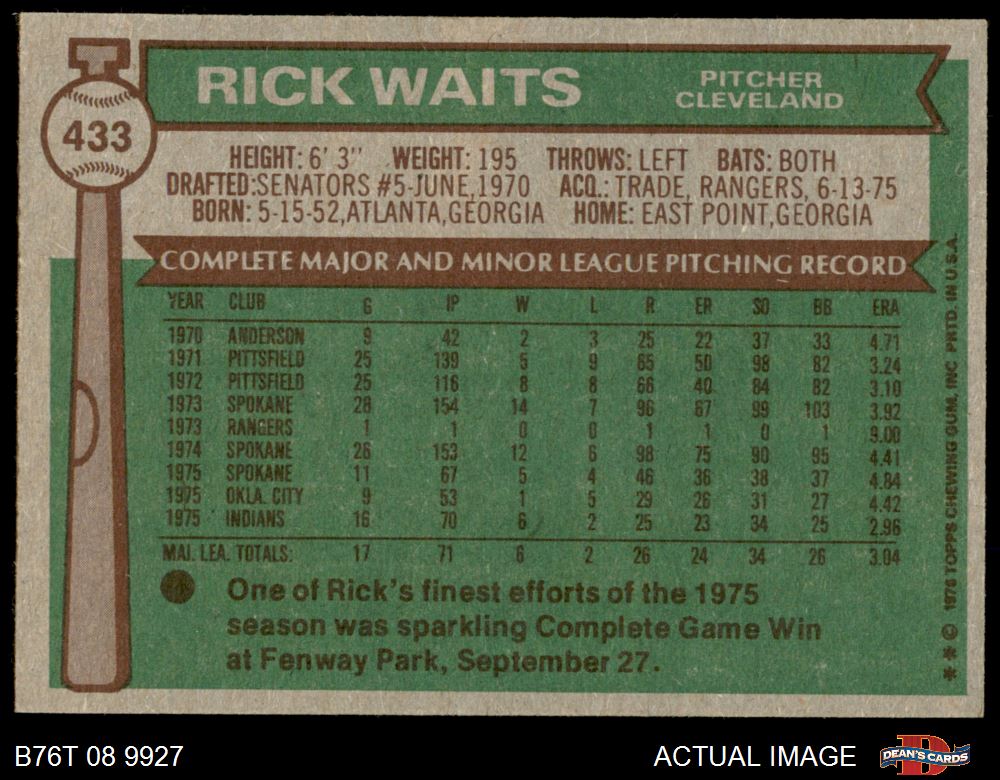 433
RICK WAITS
PITCHER
CLEVELAND
HEIGHT: 6' 3" WEIGHT: 195 THROWS: LEFT BATS: BOTH
DRAFTED:SENATORS #5-JUNE,1970 ACQ.: TRADE, RANGERS, 6-13-75
BORN: 5-15-52,ATLANTA,GEORGIA HOME: EAST POINT,GEORGIA
COMPLETE MAJOR AND MINOR LEAGUE PITCHING RECORD
YEAR CLUB G IP W L R ER SO BB ERA
1970 ANDERSON 9 42 2 3 25 22 37 33 4.71
1971 PITTSFIELD 25 139 5 9 65 50 98 82 3.24
1972 PITTSFIELD 25 116 8 8 66 40 84 82 3.10
1973 SPOKANE 28 154 14 7 96 67 99 103 3.92
1973 RANGERS 1 1 0 0 1 1 0 1 9.00
1974 SPOKANE 26 153 12 6 98 75 90 95 4.41
1975 SPOKANE 11 67 5 4 46 36 38 37 4.84
1975 OKLA. CITY 9 53 1 5 29 26 31 27 4.42
1975 INDIANS 16 70 6 2 25 23 34 25 2.96
MAJ. LEA. TOTALS: 17 71 6 2 26 24 34 26 3.04
One of Rick's finest efforts of the 1975
season was sparkling Complete Game Win
at Fenway Park, September 27.
** © 1976 TOPPS CHEWING GUM, INC PRTD. IN U.S.A.
B76T 08 9927
ACTUAL IMAGE
DEAN'S CARDS